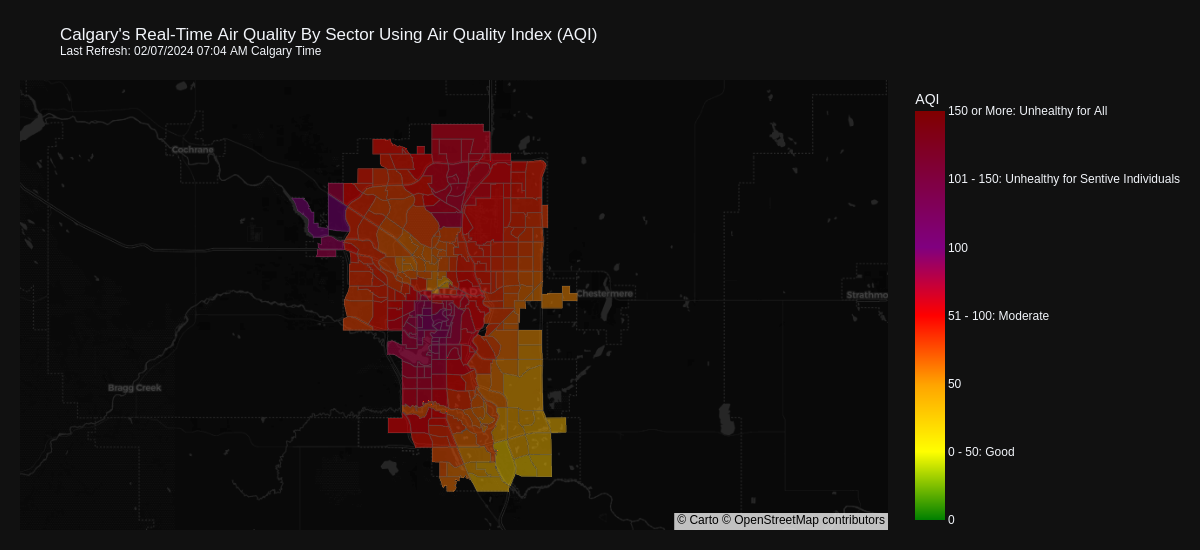 Calgary's Real-Time Air Quality By Sector Using Air Quality Index (AQI)
Last Refresh: 02/07/2024 07:04 AM Calgary Time
AQI
150 or More: Unhealthy for All
Cochrane
101 - 150: Unhealthy for Sentive Individuals
100
CALGARY
Chestermere
Strathmo
51 - 100: Moderate
Bragg Creek
50
0 - 50: Good
© Carto © OpenStreetMap contributors
0